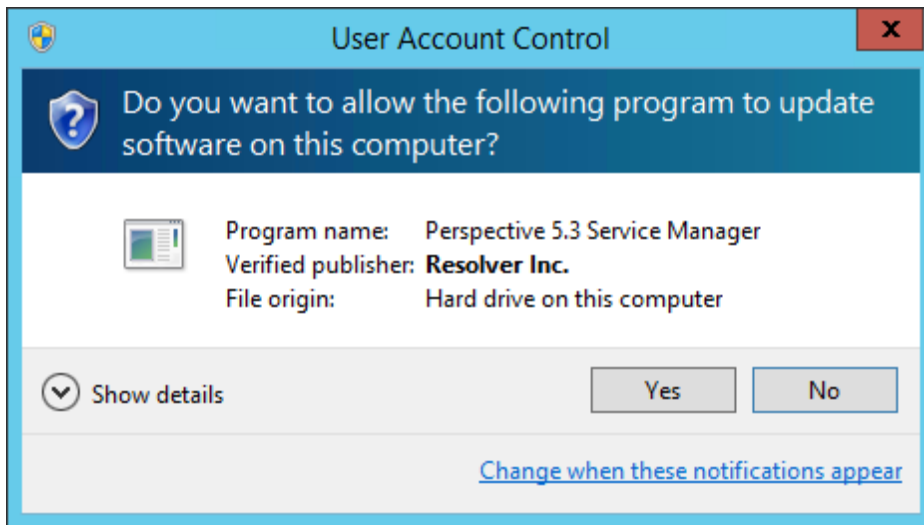 User Account Control
x
Do you want to allow the following program to update
software on this computer?
Program name: Perspective 5.3 Service Manager
Verified publisher: Resolver Inc.
File origin: Hard drive on this computer
Show details
Yes
No
Change when these notifications appear